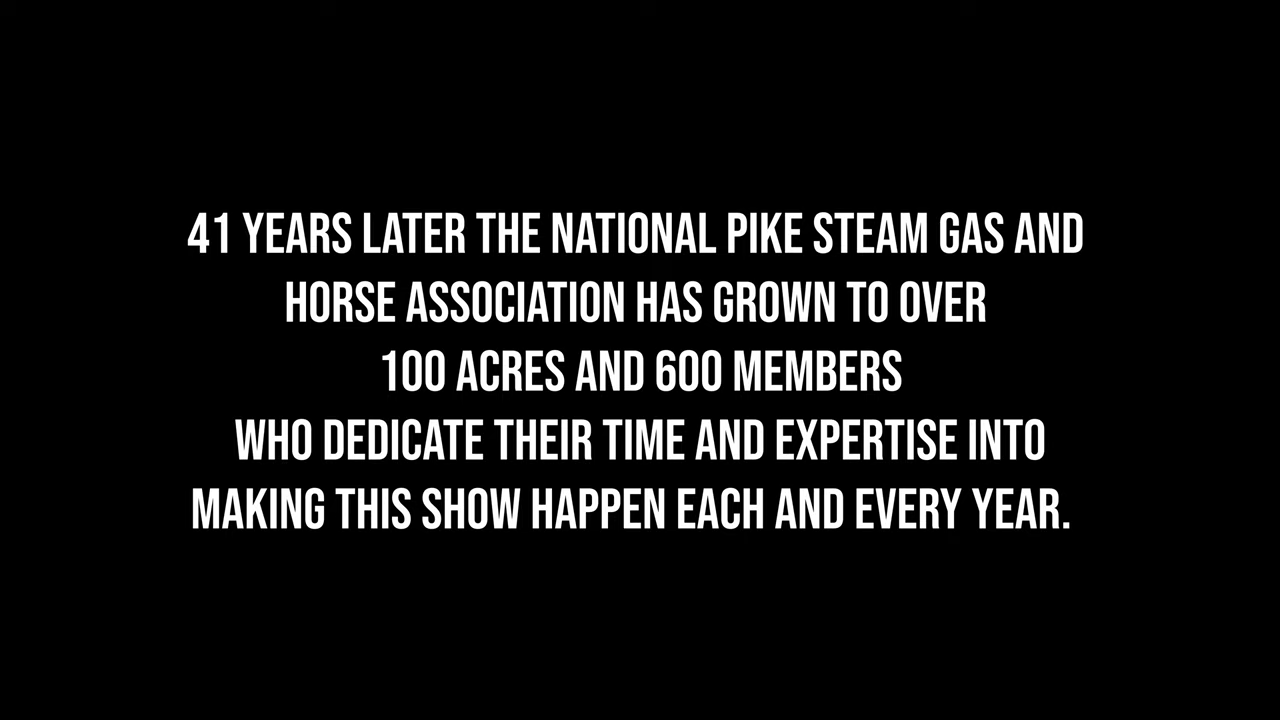 41 YEARS LATER THE NATIONAL PIKE STEAM GAS AND
HORSE ASSOCIATION HAS GROWN TO OVER
100 ACRES AND 600 MEMBERS
WHO DEDICATE THEIR TIME AND EXPERTISE INTO
MAKING THIS SHOW HAPPEN EACH AND EVERY YEAR.